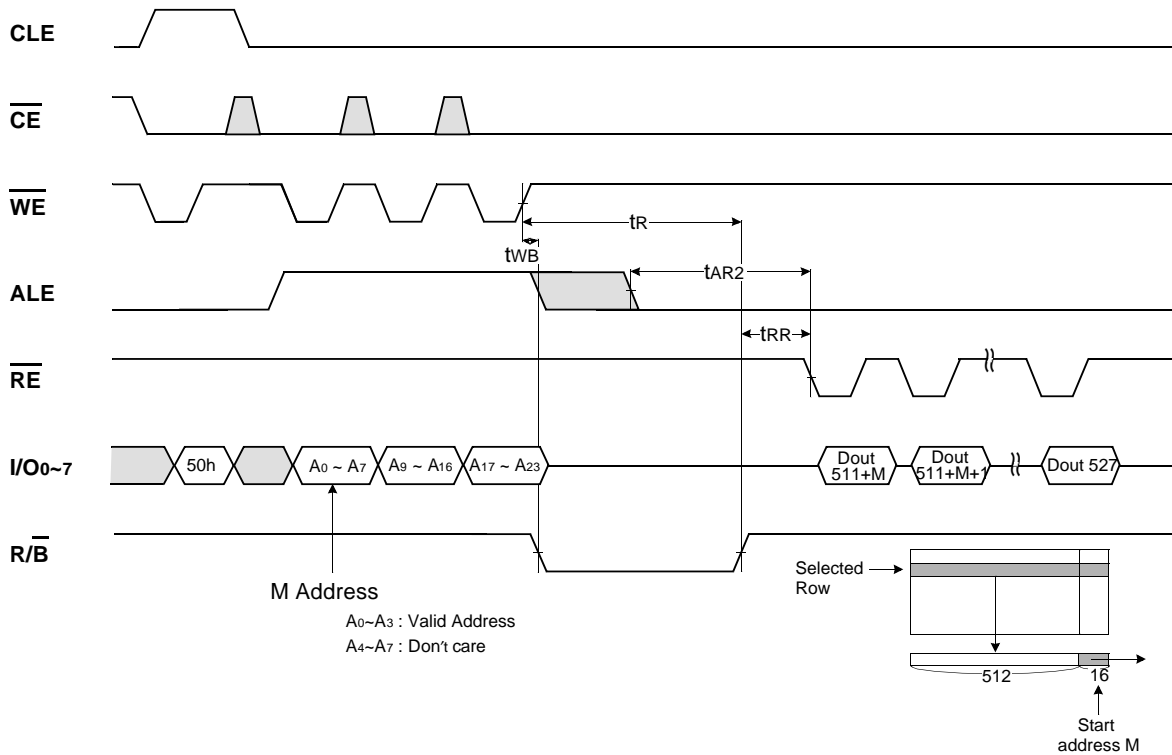 CLE
CE
WE
tR
tWB
ALE
tAR2
tRR
RE
I/O0~7
50h
A0 ~ A7
A9 ~ A16
A17 ~ A23
Dout
511+M
Dout
511+M+1
Dout 527
R/B
M Address
A0~A3 : Valid Address
A4~A7 : Don't care
Selected
Row
512
16
Start
address M